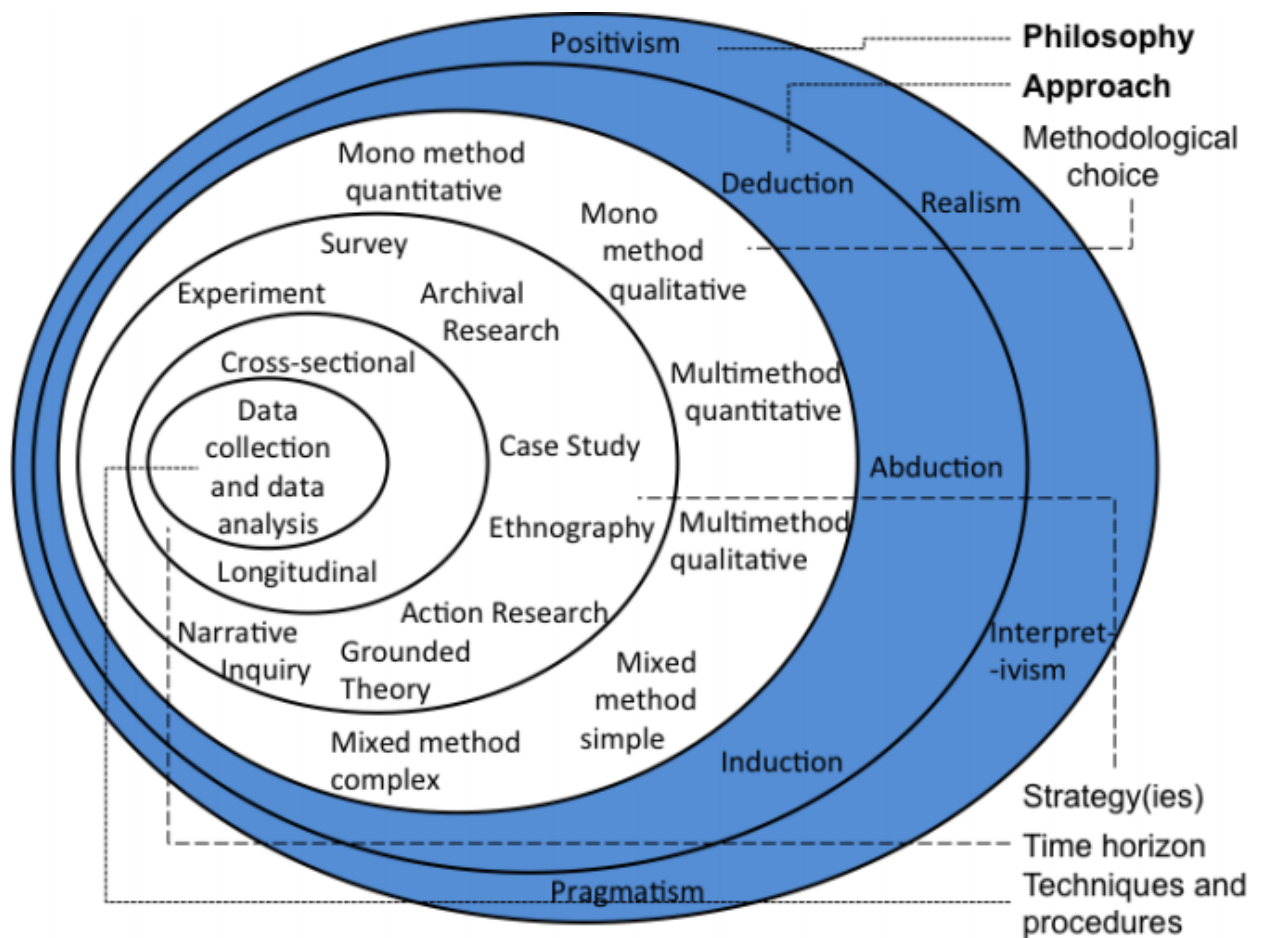 Positivism
Philosophy
Approach
Methodological
choice
Mono method
quantitative
Deduction
Realism
Mono
method
qualitative
Survey
Experiment
Archival
Research
Cross-sectional
Multimethod
quantitative
Data
collection
and data
analysis
Case Study
Abduction
Ethnography
Multimethod
qualitative
Longitudinal
Action Research
Narrative
Inquiry
Grounded
Theory
Interpret-
-ivism
Mixed
method
simple
Mixed method
complex
Induction
Strategy(ies)
Time horizon
Techniques and
procedures
Pragmatism